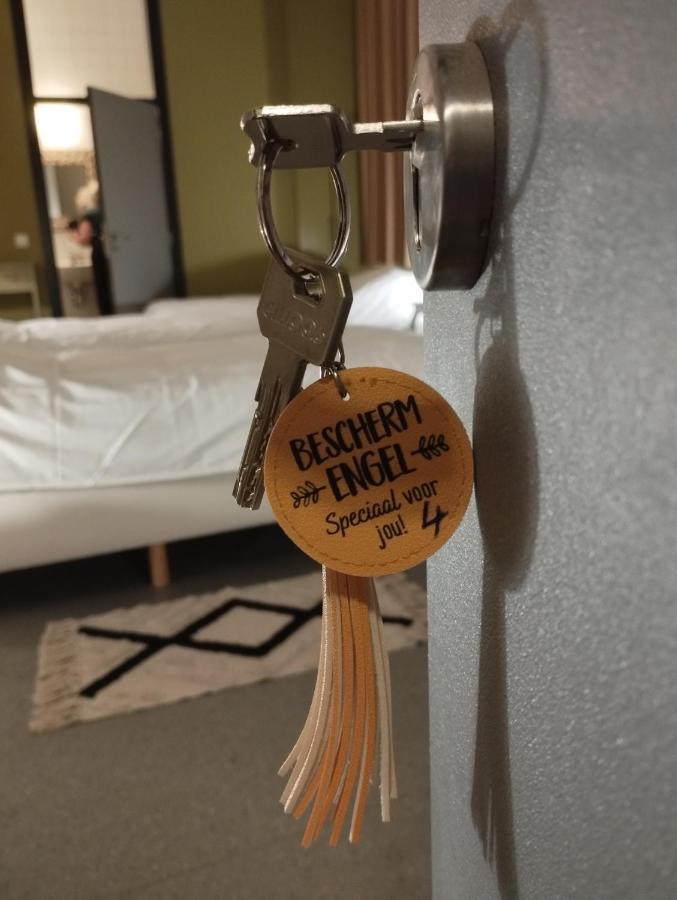 BESCHERM
ENGEL
Speciaal voor
jou! 4